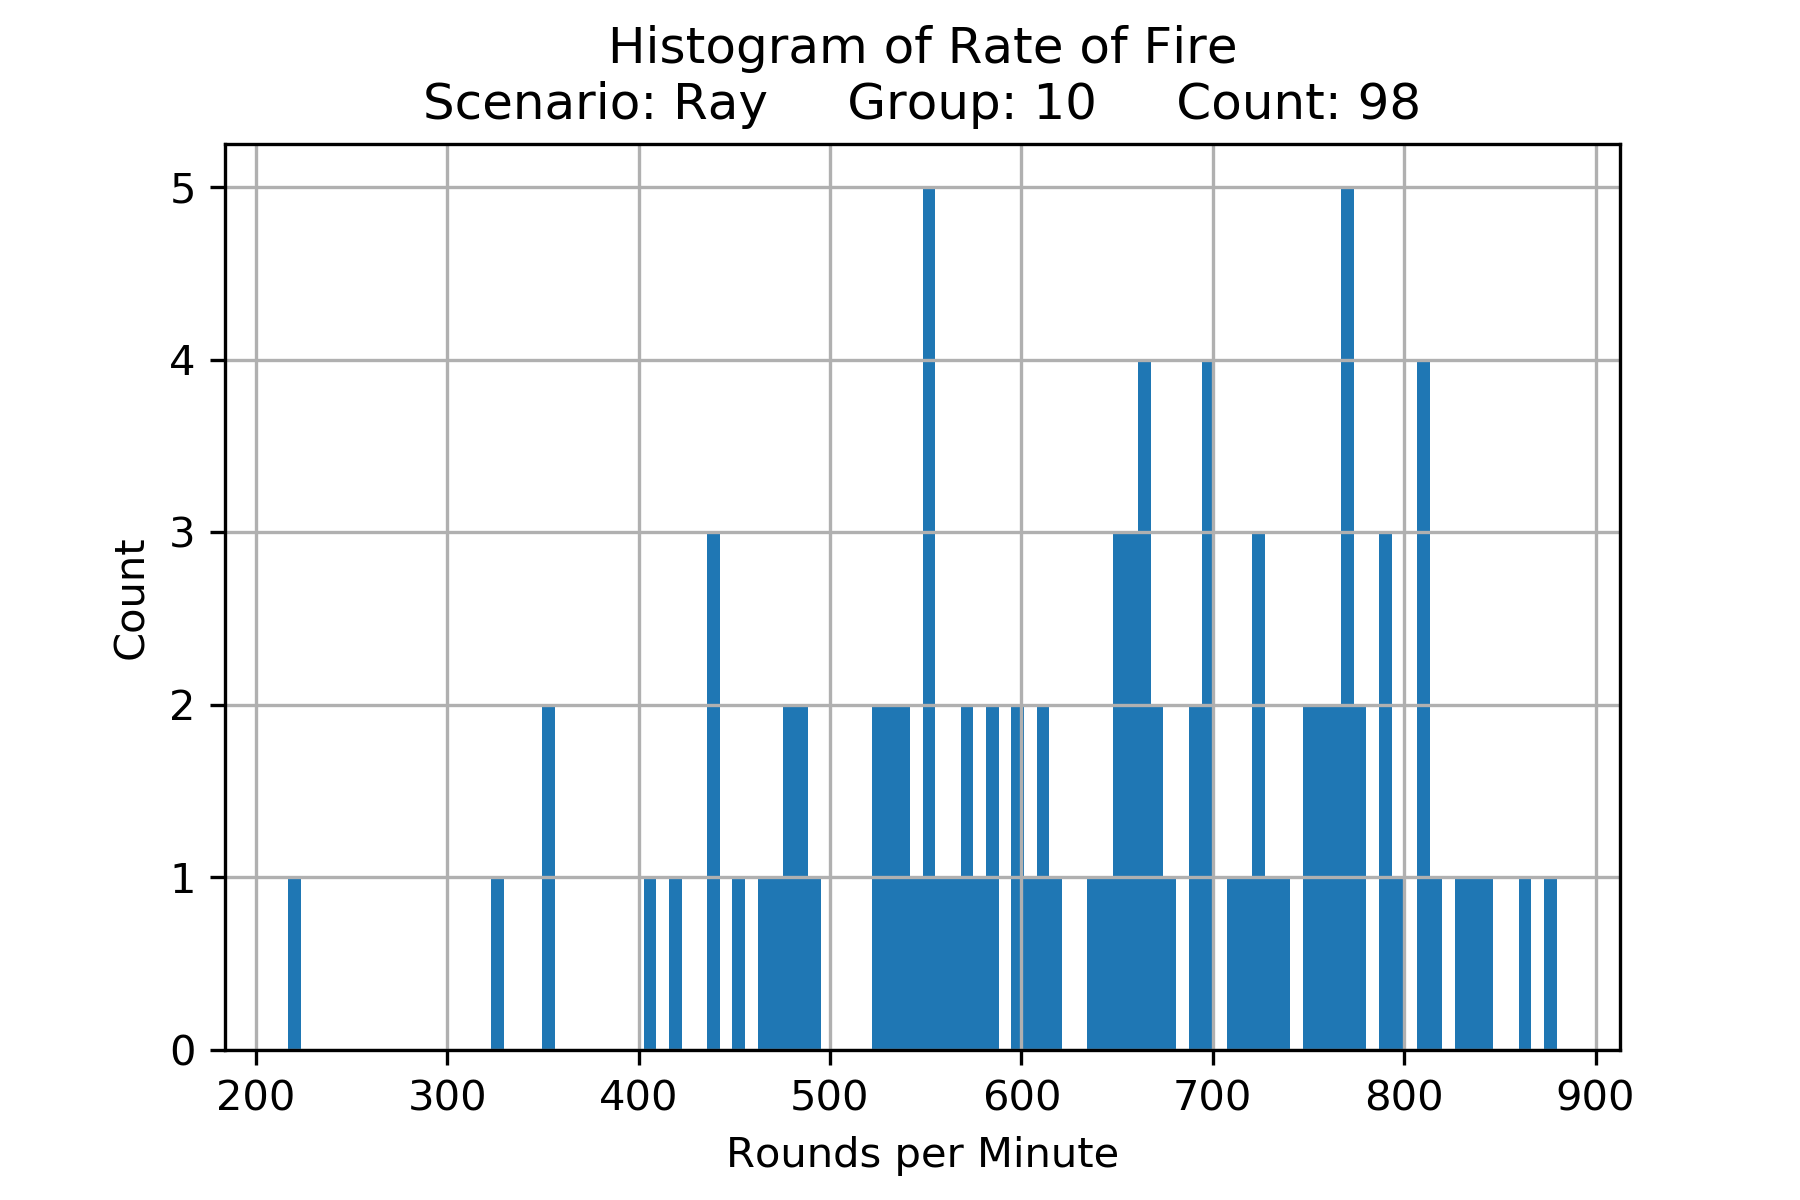 Histogram of Rate of Fire
Scenario: Ray Group: 10 Count: 98
5
4
3
2
1
0
Count
200 300 400 500 600 700 800 900
Rounds per Minute